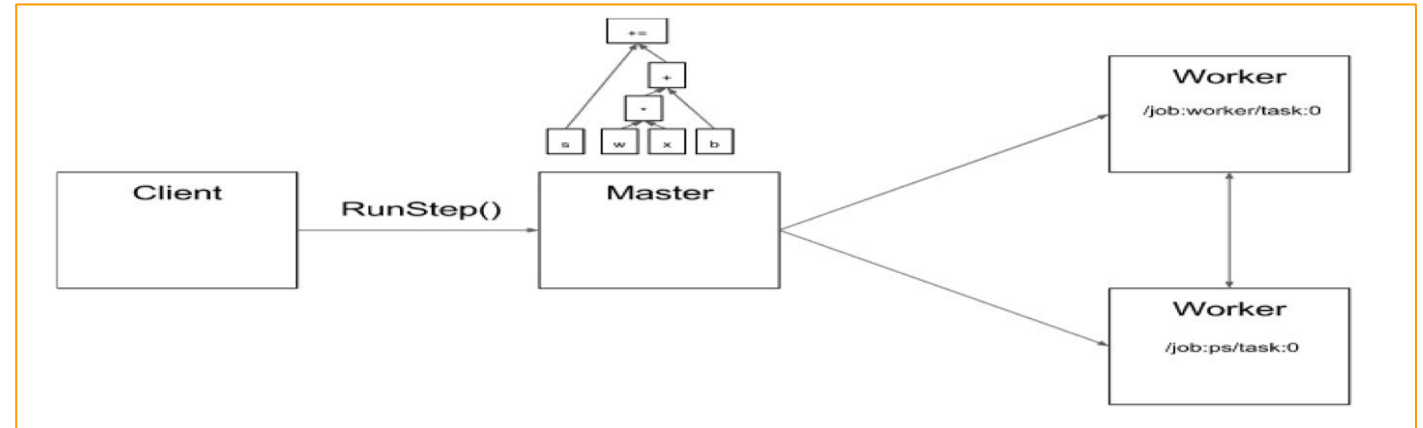 +=
+
*
s w x b
Client
RunStep()
Master
Worker
/job:worker/task:0
Worker
/job:ps/task:0